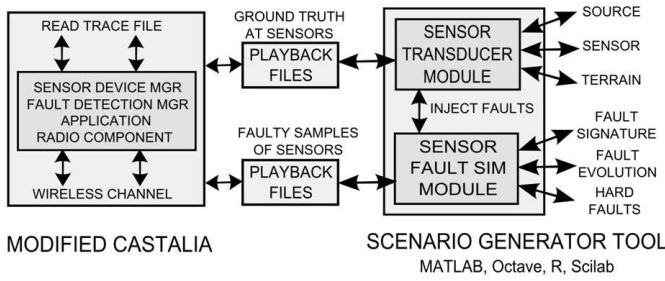 READ TRACE FILE
SENSOR DEVICE MGR
FAULT DETECTION MGR
APPLICATION
RADIO COMPONENT
WIRELESS CHANNEL
MODIFIED CASTALIA
GROUND TRUTH
AT SENSORS
PLAYBACK
FILES
FAULTY SAMPLES
OF SENSORS
PLAYBACK
FILES
SENSOR
TRANSDUCER
MODULE
INJECT FAULTS
SENSOR
FAULT SIM
MODULE
SOURCE
SENSOR
TERRAIN
FAULT
SIGNATURE
FAULT
EVOLUTION
HARD
FAULTS
SCENARIO GENERATOR TOOL
MATLAB, Octave, R, Scilab